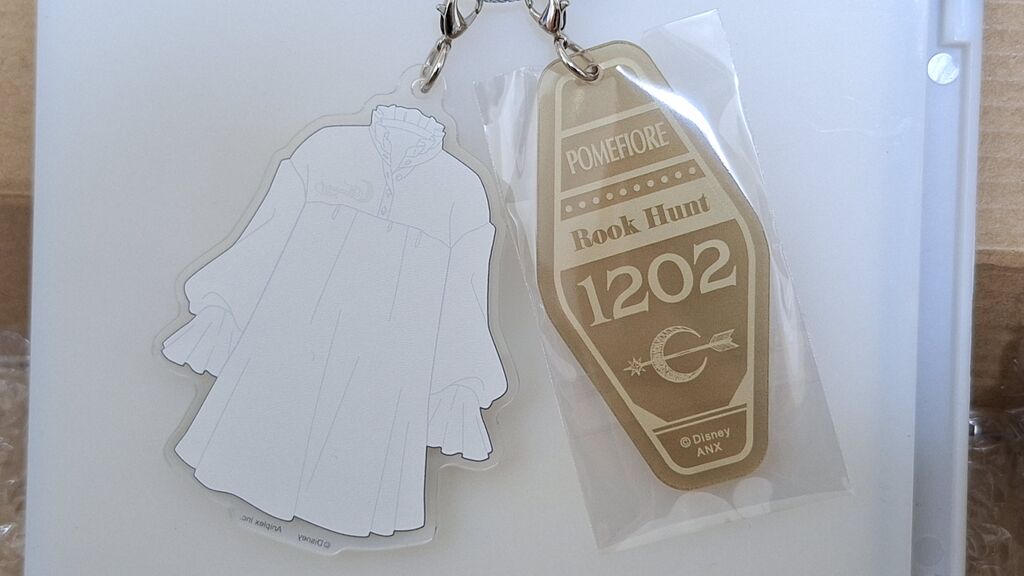 POMEFIORE
Rook Hunt
1202
©Disney
ANX
©Disney
Aniplex Inc.